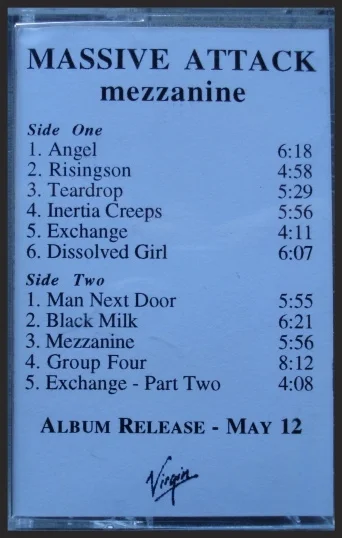 MASSIVE ATTACK
mezzanine
Side One
1. Angel 6:18
2. Risingson 4:58
3. Teardrop 5:29
4. Inertia Creeps 5:56
5. Exchange 4:11
6. Dissolved Girl 6:07
Side Two
1. Man Next Door 5:55
2. Black Milk 6:21
3. Mezzanine 5:56
4. Group Four 8:12
5. Exchange - Part Two 4:08
ALBUM RELEASE - MAY 12
Virgin